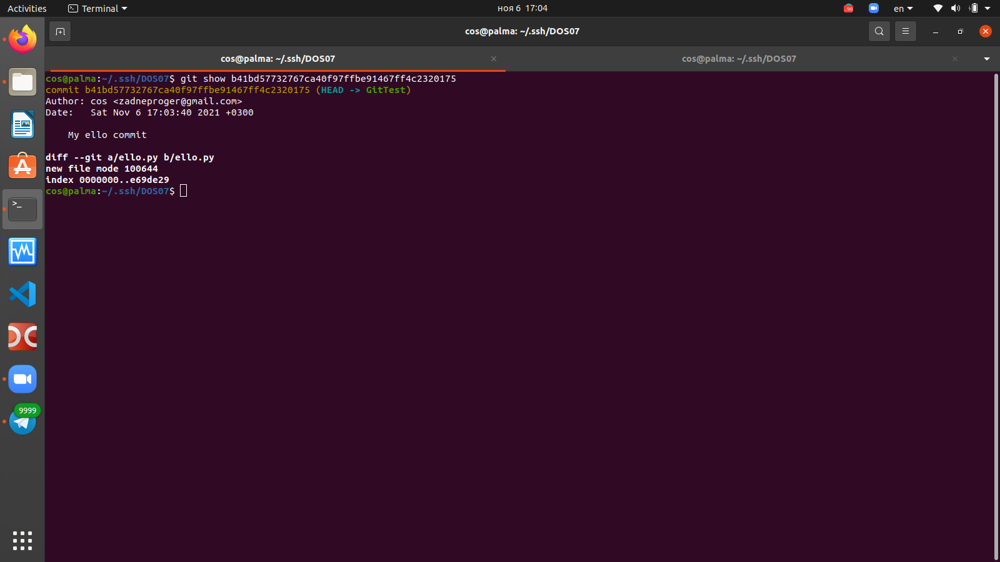 Activities
Terminal
ноя 6 17:04
en
cos@palma: ~/.ssh/DOS07
cos@palma: ~/.ssh/DOS07
cos@palma: ~/.ssh/DOS07
cos@palma:~/.ssh/DOS07$ git show b41bd57732767ca40f97ffbe91467ff4c2320175
commit b41bd57732767ca40f97ffbe91467ff4c2320175 (HEAD -> GitTest)
Author: cos <zadneproger@gmail.com>
Date:   Sat Nov 6 17:03:40 2021 +0300
My ello commit
diff --git a/ello.py b/ello.py
new file mode 100644
index 0000000..e69de29
cos@palma:~/.ssh/DOS07$
>_
9999